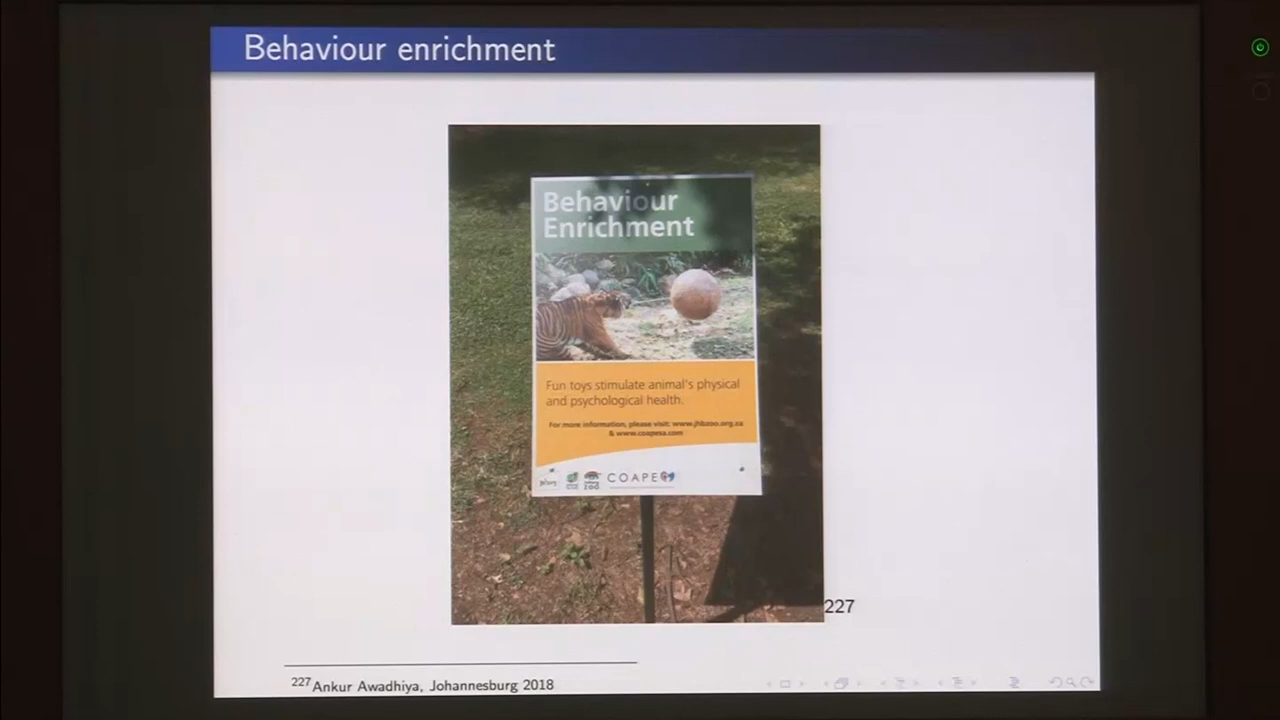 Behaviour enrichment
Behaviour
Enrichment
Fun toys stimulate animal's physical
and psychological health.
For more information, please visit: www.jhbzoo.org.za
& www.coapesa.com
ZOO COAPE
227
227 Ankur Awadhiya, Johannesburg 2018